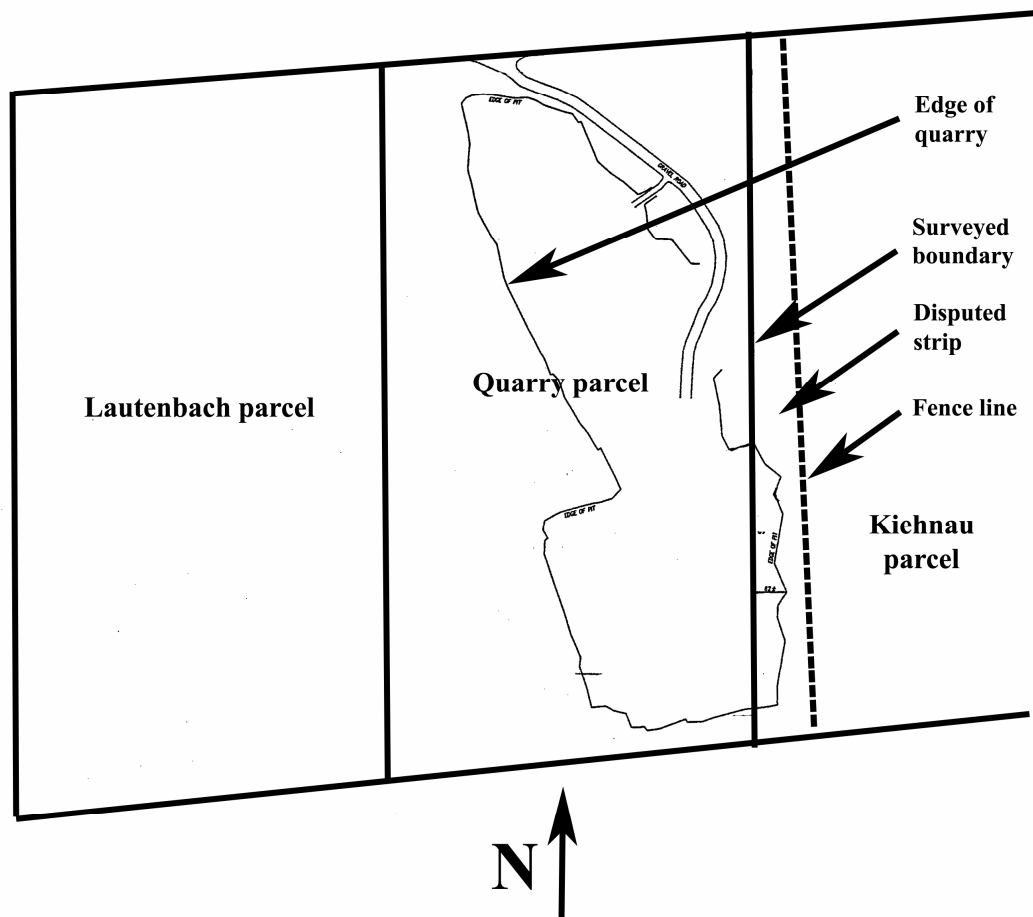 EDGE OF PIT
Edge of
quarry
GRAVEL ROAD
Surveyed
boundary
Disputed
strip
Lautenbach parcel
Quarry parcel
Fence line
EDGE OF PIT
EDGE OF PIT
Kiehnau
parcel
N